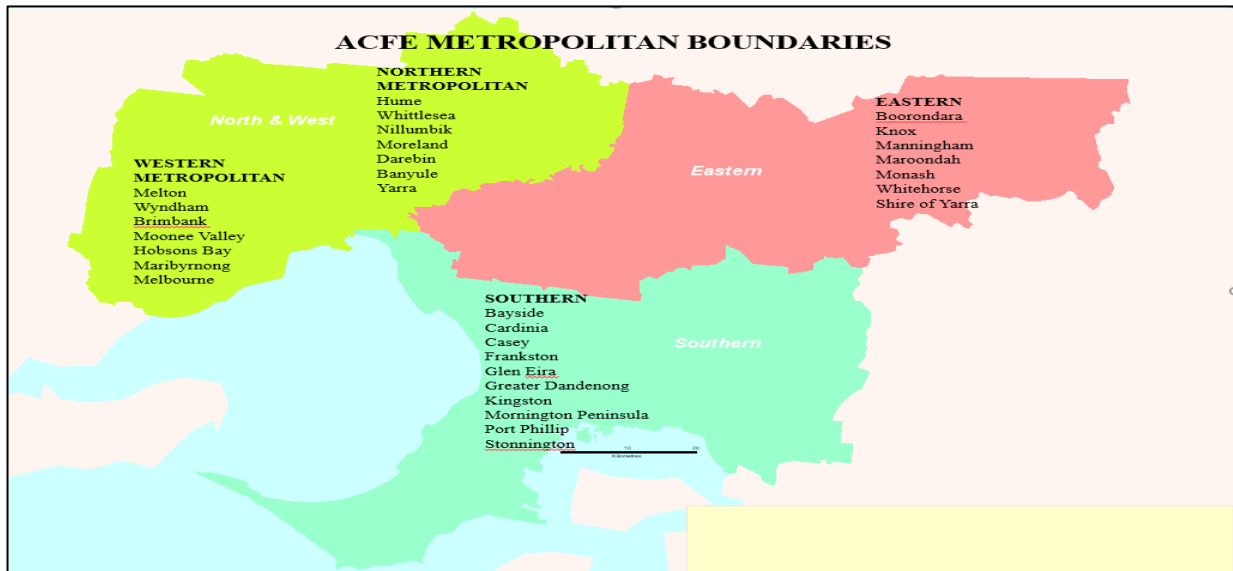 ACFE METROPOLITAN BOUNDARIES
NORTHERN
METROPOLITAN
Hume
Whittlesea
Nillumbik
Moreland
Darebin
Banyule
Yarra
North & West
WESTERN
METROPOLITAN
Melton
Wyndham
Brimbank
Moonee Valley
Hobsons Bay
Maribyrnong
Melbourne
EASTERN
Boorondara
Knox
Manningham
Maroondah
Monash
Whitehorse
Shire of Yarra
Eastern
SOUTHERN
Bayside
Cardinia
Casey
Frankston
Glen Eira
Greater Dandenong
Kingston
Mornington Peninsula
Port Phillip
Stonnington
Southern
Kilometres